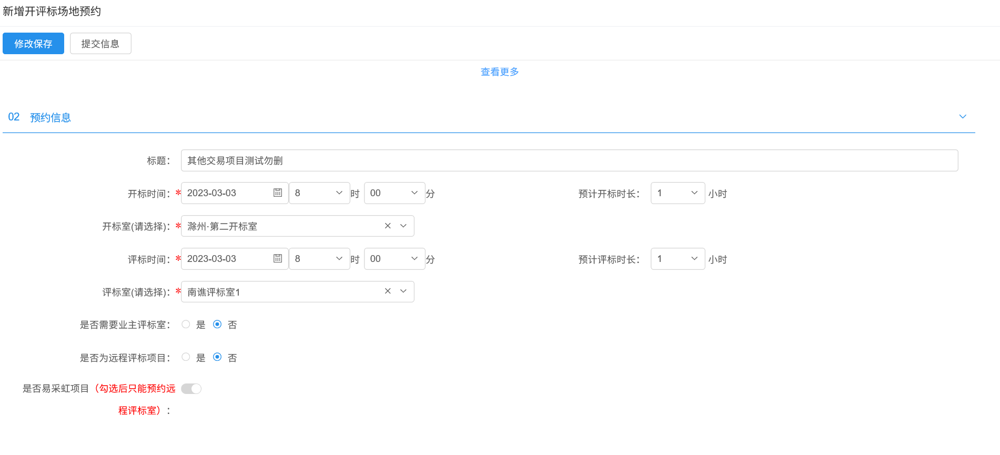 新增开评标场地预约
修改保存 提交信息
查看更多
02 预约信息
标题： 其他交易项目测试勿删
开标时间：* 2023-03-03 8 时 00 分 预计开标时长： 1 小时
开标室(请选择)：* 滁州·第二开标室
评标时间：* 2023-03-03 8 时 00 分 预计评标时长： 1 小时
评标室(请选择)：* 南谯评标室1
是否需要业主评标室： 是 否
是否为远程评标项目： 是 否
是否易采虹项目（勾选后只能预约远
程评标室）：